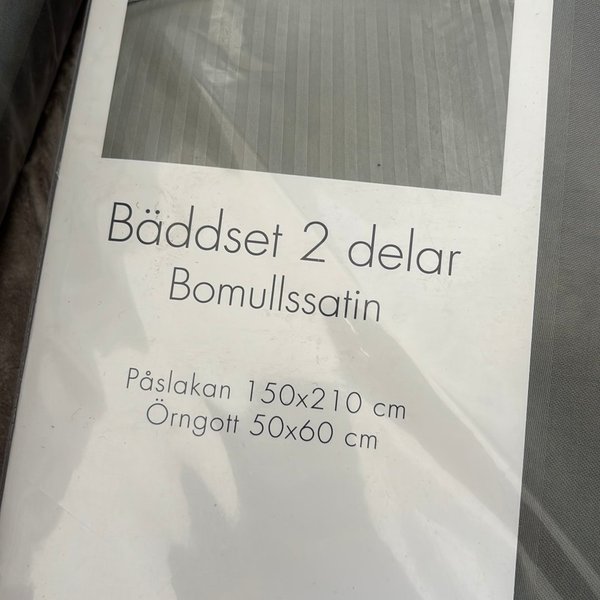 Bäddset 2 delar
Bomullssatin
Påslakan 150x210 cm
Örngott 50x60 cm